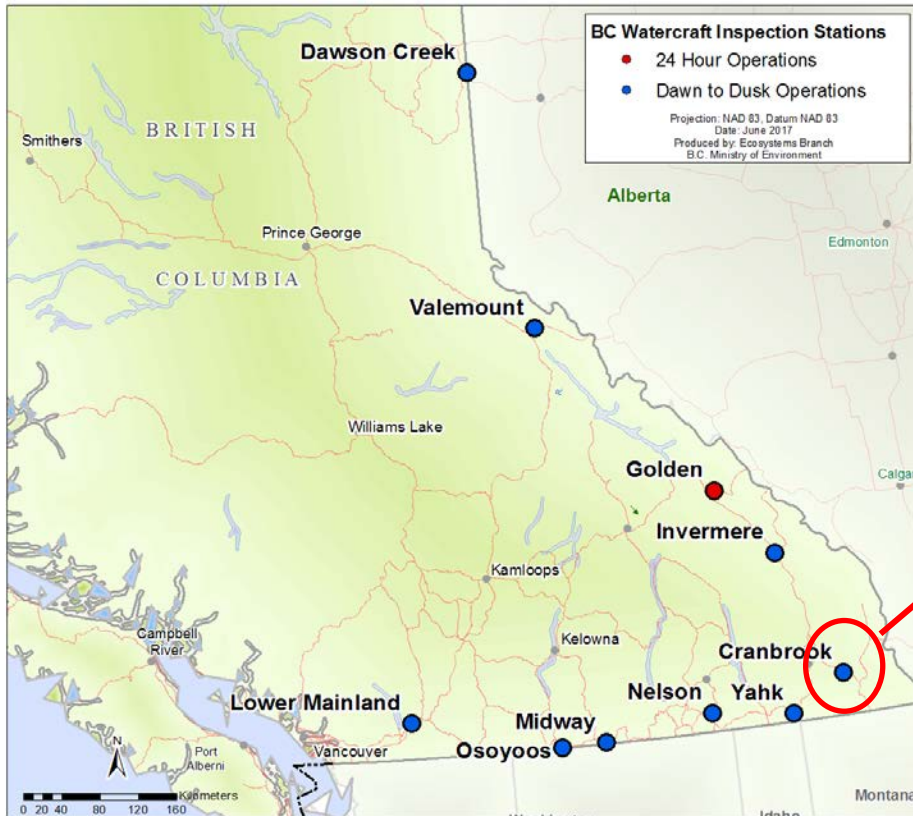 BC Watercraft Inspection Stations
24 Hour Operations
Dawn to Dusk Operations
Projection: NAD 83, Datum NAD 83
Date: June 2017
Produced by: Ecosystems Branch
B.C. Ministry of Environment
Dawson Creek
BRITISH
Smithers
Alberta
Prince George
Edmonton
COLUMBIA
Valemount
Williams Lake
Golden
Calgar
Invermere
Kamloops
Campbell
River
Kelowna
Cranbrook
Nelson
Yahk
Lower Mainland
Midway
Vancouver
Osoyoos
N
Port
Alberni
Kilometers
0 20 40 80 120 160
Montana
Idaho